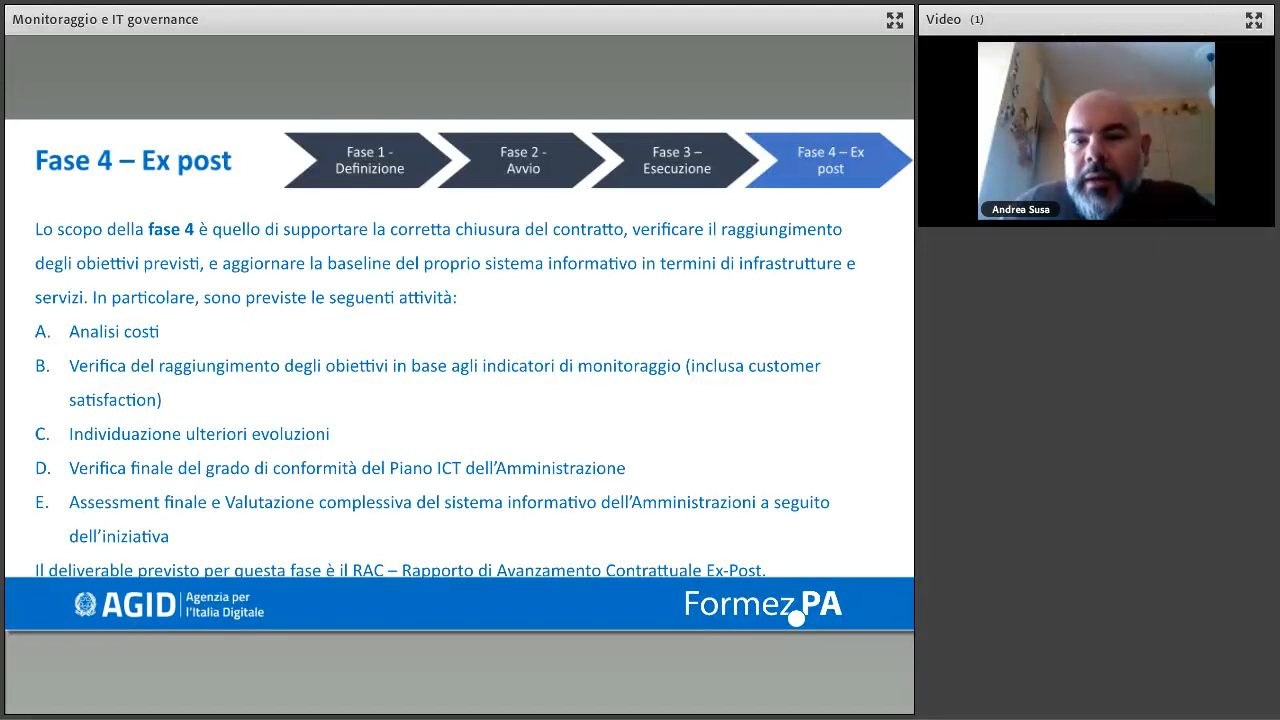 Monitoraggio e IT governance
Video (1)
Fase 4 – Ex post
Fase 1 -
Definizione
Fase 2 -
Avvio
Fase 3 –
Esecuzione
Fase 4 – Ex
post
Andrea Susa
Lo scopo della fase 4 è quello di supportare la corretta chiusura del contratto, verificare il raggiungimento
degli obiettivi previsti, e aggiornare la baseline del proprio sistema informativo in termini di infrastrutture e
servizi. In particolare, sono previste le seguenti attività:
A. Analisi costi
B. Verifica del raggiungimento degli obiettivi in base agli indicatori di monitoraggio (inclusa customer
satisfaction)
C. Individuazione ulteriori evoluzioni
D. Verifica finale del grado di conformità del Piano ICT dell’Amministrazione
E. Assessment finale e Valutazione complessiva del sistema informativo dell’Amministrazioni a seguito
dell’iniziativa
Il deliverable previsto per questa fase è il RAC – Rapporto di Avanzamento Contrattuale Ex-Post.
AGID Agenzia per
l’Italia Digitale
Formez PA